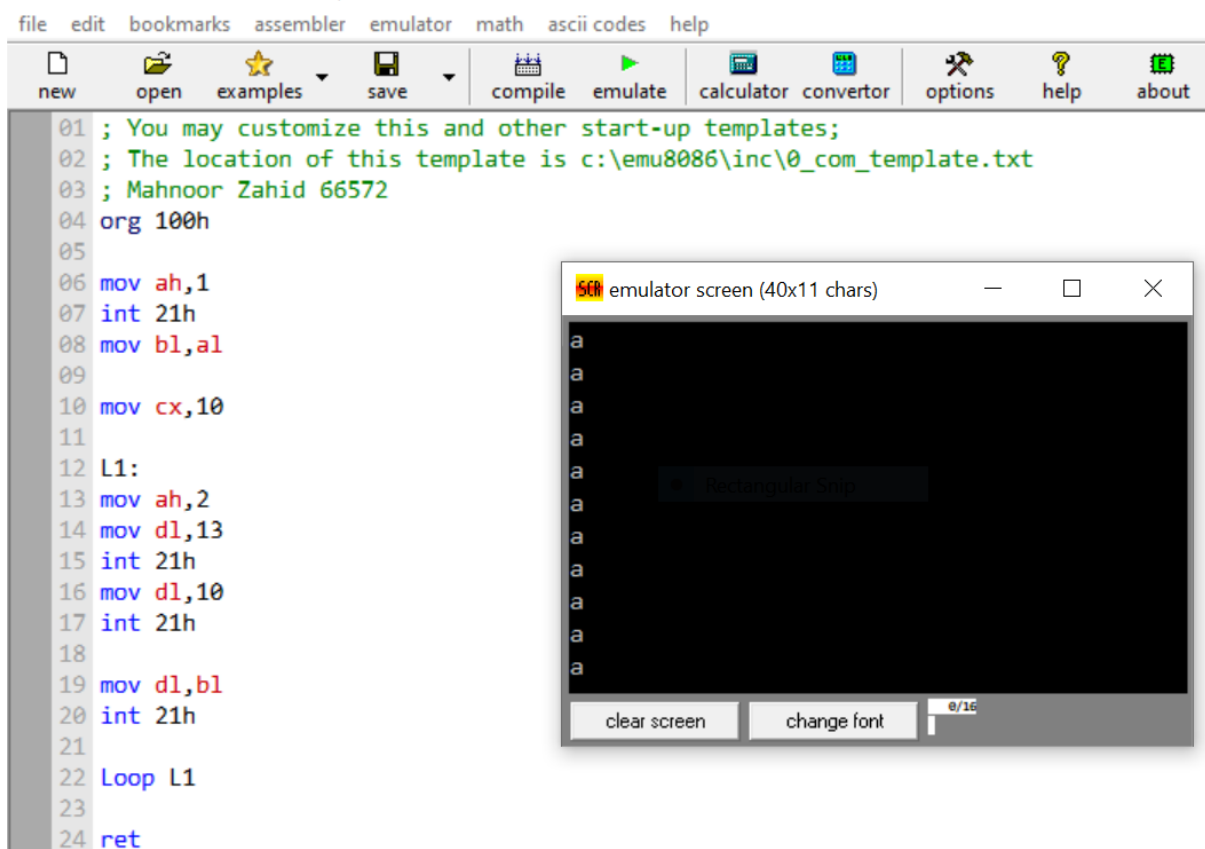 file edit bookmarks assembler emulator math ascii codes help
new open examples save compile emulate calculator convertor options help about
01 ; You may customize this and other start-up templates;
02 ; The location of this template is c:\emu8086\inc\0_com_template.txt
03 ; Mahnoor Zahid 66572
04 org 100h
05
06 mov ah,1
07 int 21h
08 mov bl,al
09
10 mov cx,10
11
12 L1:
13 mov ah,2
14 mov dl,13
15 int 21h
16 mov dl,10
17 int 21h
18
19 mov dl,bl
20 int 21h
21
22 Loop L1
23
24 ret
SCR emulator screen (40x11 chars)
a
a
a
a
a
a
a
a
a
a
a
Rectangular Snip
clear screen change font 0/16